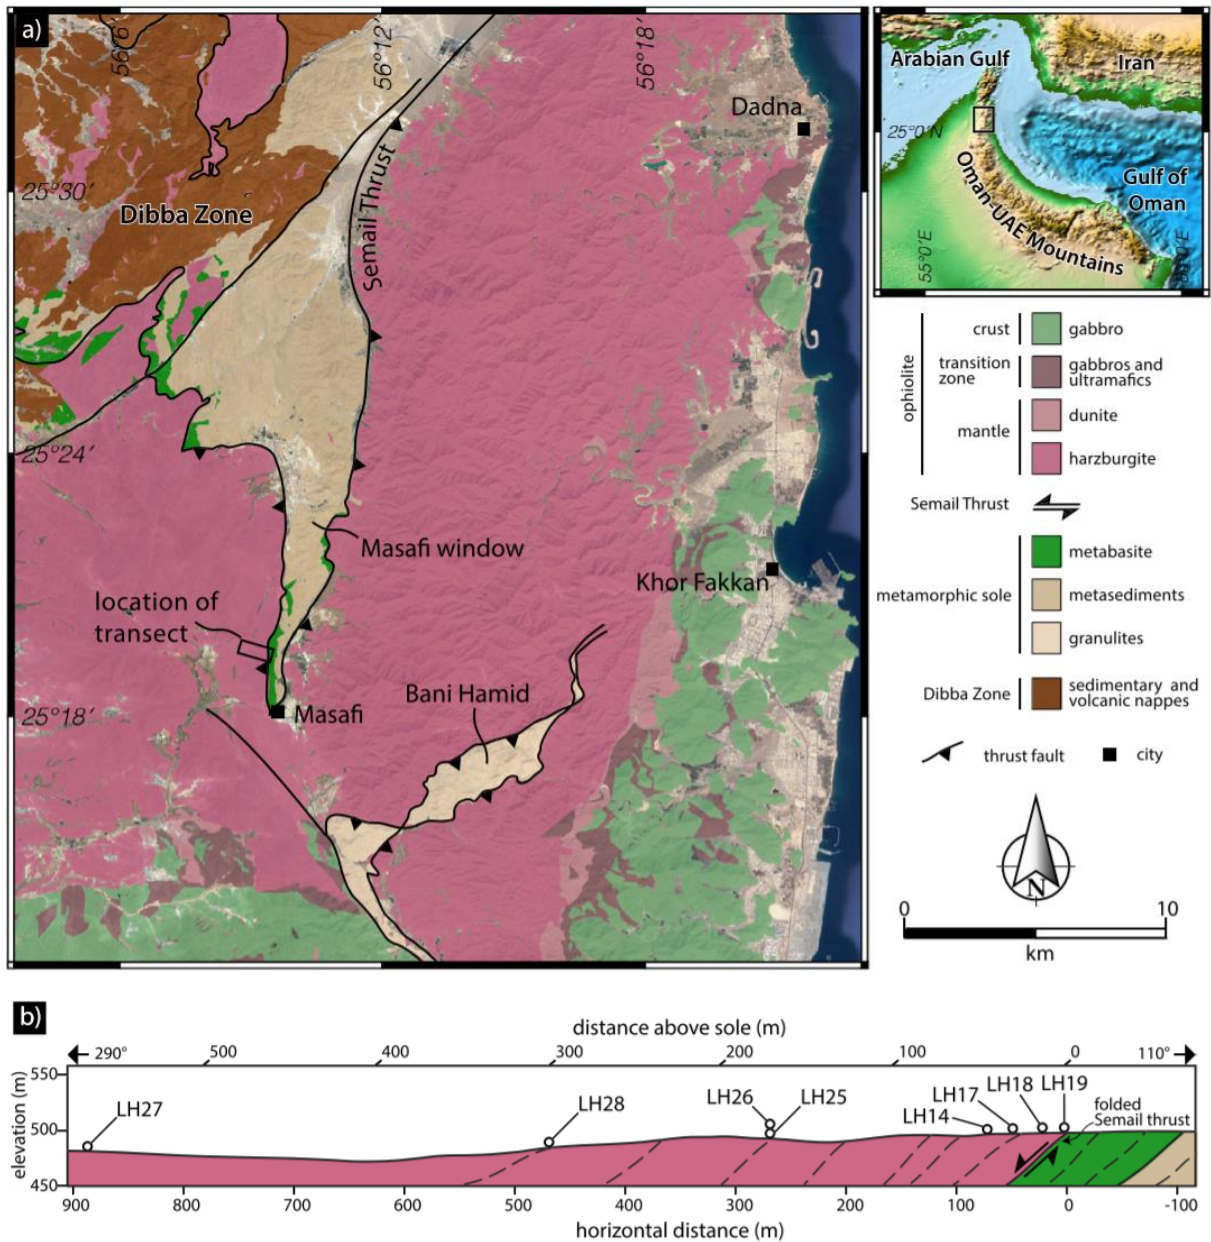 a)
56°6'
56°12'
56°18'
Dadna
25°30'
Dibba Zone
Semail Thrust
25°24'
Masafi window
Khor Fakkan
location of
transect
Bani Hamid
25°18'
Masafi
Arabian Gulf
Iran
25°0'N
Gulf of
Oman
Oman-UAE Mountains
55°0'E
ophiolite
crust
gabbro
transition
zone
gabbros and
ultramafics
mantle
dunite
harzburgite
Semail Thrust
metamorphic sole
metabasite
metasediments
granulites
Dibba Zone
sedimentary and
volcanic nappes
thrust fault
city
N
0 10
km
b)
distance above sole (m)
290° 500 400 300 200 100 0 110°
elevation (m)
550
500
450
LH27
LH28
LH26
LH25
LH14
LH17
LH18
LH19
folded
Semail thrust
900 800 700 600 500 400 300 200 100 0 -100
horizontal distance (m)